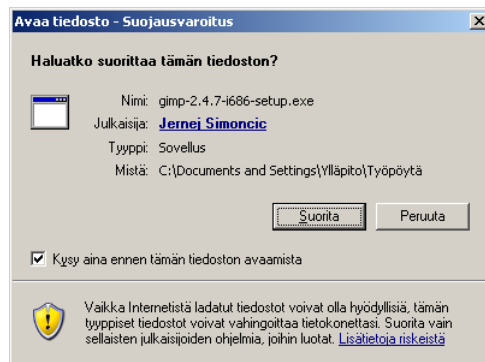 Avaa tiedosto - Suojausvaroitus
Haluatko suorittaa tämän tiedoston?
Nimi: gimp-2.4.7-i686-setup.exe
Julkaisija: Jernej Simoncic
Tyyppi: Sovellus
Mistä: C:\Documents and Settings\Ylläpito\Työpöytä
Suorita Peruuta
Kysy aina ennen tämän tiedoston avaamista
Vaikka Internetistä ladatut tiedostot voivat olla hyödyllisiä, tämän
tyyppiset tiedostot voivat vahingoittaa tietokonettasi. Suorita vain
sellaisten julkaisijoiden ohjelmia, joihin luotat. Lisätietoja riskeistä